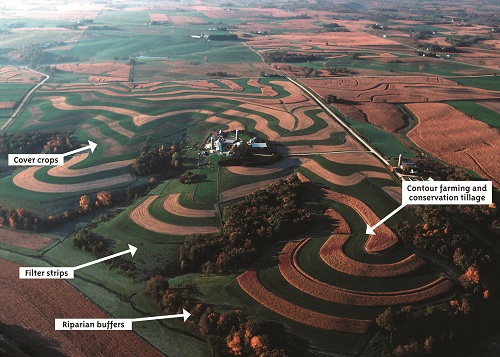 Cover crops
Contour farming and
conservation tillage
Filter strips
Riparian buffers